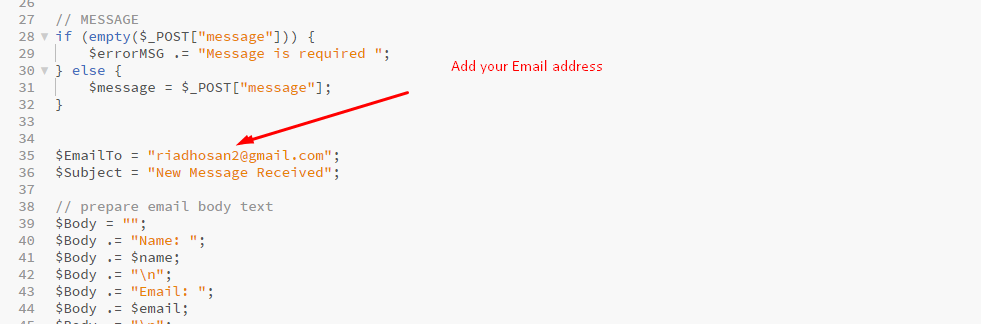 26
27 // MESSAGE
28 if (empty($_POST["message"])) {
29 $errorMSG .= "Message is required ";
30 } else {
Add your Email address
31 $message = $_POST["message"];
32 }
33
34
35 $EmailTo = "riadhosan2@gmail.com";
36 $Subject = "New Message Received";
37
38 // prepare email body text
39 $Body = "";
40 $Body .= "Name: ";
41 $Body .= $name;
42 $Body .= "\n";
43 $Body .= "Email: ";
44 $Body .= $email;
45 $Body .= "\n";